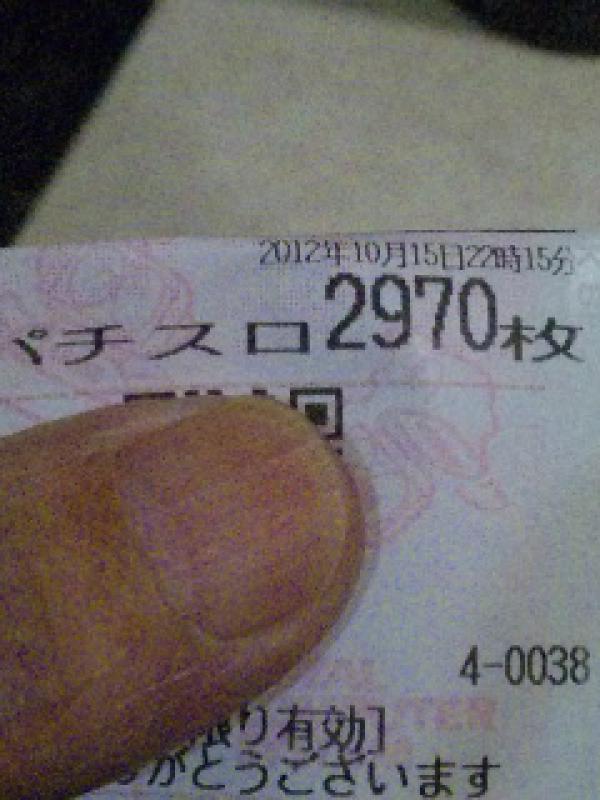 2012年10月15日22時15分
パチスロ2970枚
4-0038
限り有効]
がとうございます